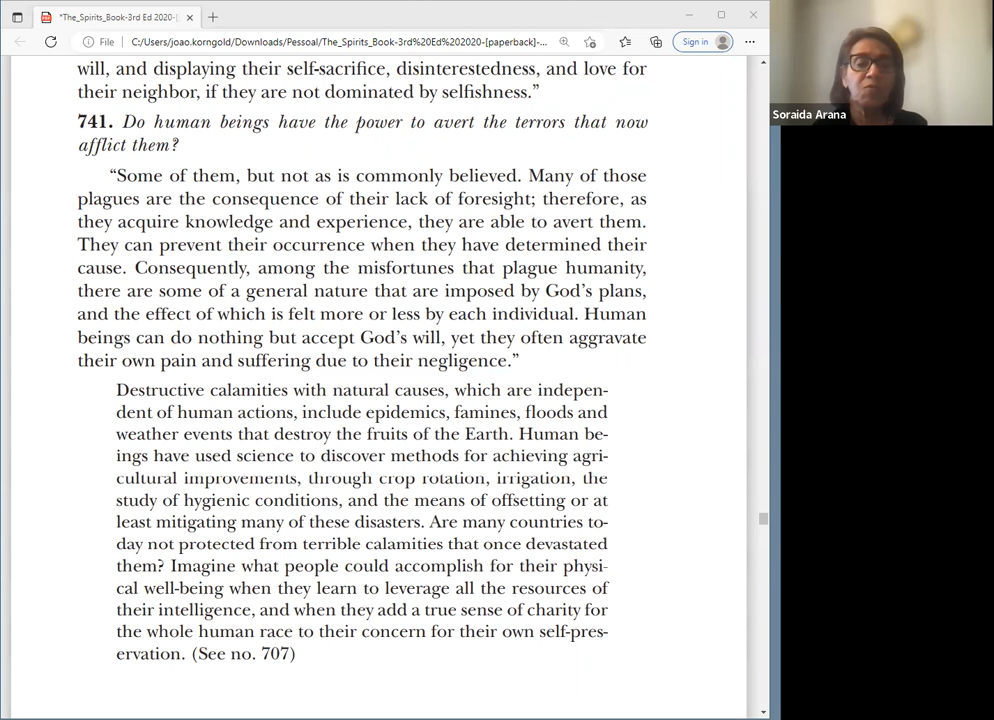 *The_Spirits_Book-3rd Ed 2020-[
File
C:/Users/joao.korngold/Downloads/Pessoal/The_Spirits_Book-3rd%20Ed%202020-[paperback]-...
Sign in
will, and displaying their self-sacrifice, disinterestedness, and love for
their neighbor, if they are not dominated by selfishness.”
741. Do human beings have the power to avert the terrors that now
afflict them?
“Some of them, but not as is commonly believed. Many of those
plagues are the consequence of their lack of foresight; therefore, as
they acquire knowledge and experience, they are able to avert them.
They can prevent their occurrence when they have determined their
cause. Consequently, among the misfortunes that plague humanity,
there are some of a general nature that are imposed by God’s plans,
and the effect of which is felt more or less by each individual. Human
beings can do nothing but accept God’s will, yet they often aggravate
their own pain and suffering due to their negligence.”
Destructive calamities with natural causes, which are indepen-
dent of human actions, include epidemics, famines, floods and
weather events that destroy the fruits of the Earth. Human be-
ings have used science to discover methods for achieving agri-
cultural improvements, through crop rotation, irrigation, the
study of hygienic conditions, and the means of offsetting or at
least mitigating many of these disasters. Are many countries to-
day not protected from terrible calamities that once devastated
them? Imagine what people could accomplish for their physi-
cal well-being when they learn to leverage all the resources of
their intelligence, and when they add a true sense of charity for
the whole human race to their concern for their own self-pres-
ervation. (See no. 707)
Soraida Arana